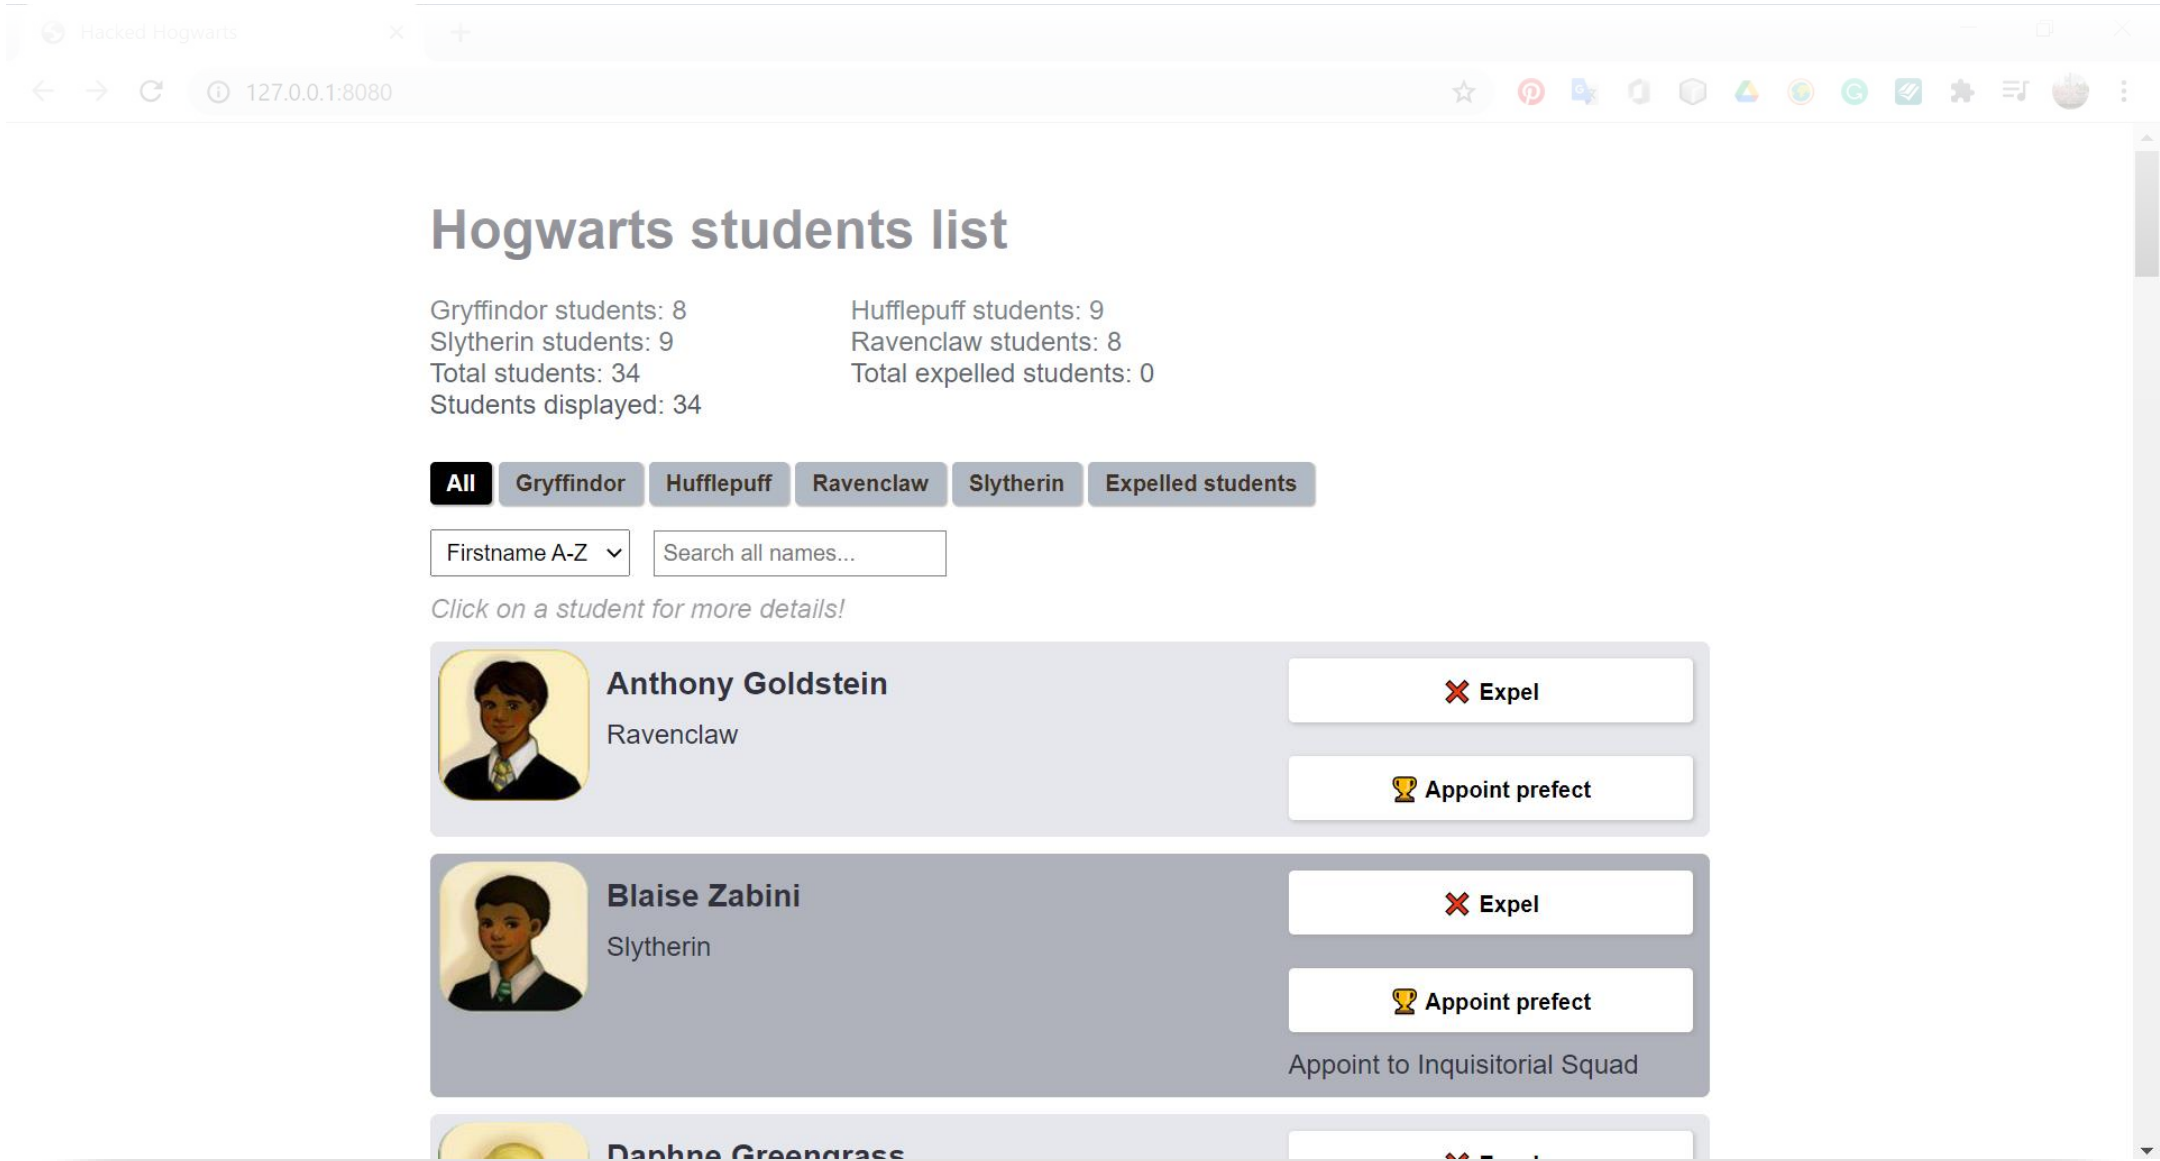 Hacked Hogwarts
127.0.0.1:8080
Hogwarts students list
Gryffindor students: 8
Hufflepuff students: 9
Slytherin students: 9
Ravenclaw students: 8
Total students: 34
Total expelled students: 0
Students displayed: 34
All Gryffindor Hufflepuff Ravenclaw Slytherin Expelled students
Firstname A-Z
Search all names...
Click on a student for more details!
Anthony Goldstein
Ravenclaw
Expel
Appoint prefect
Blaise Zabini
Slytherin
Expel
Appoint prefect
Appoint to Inquisitorial Squad
Daphne Greengrass